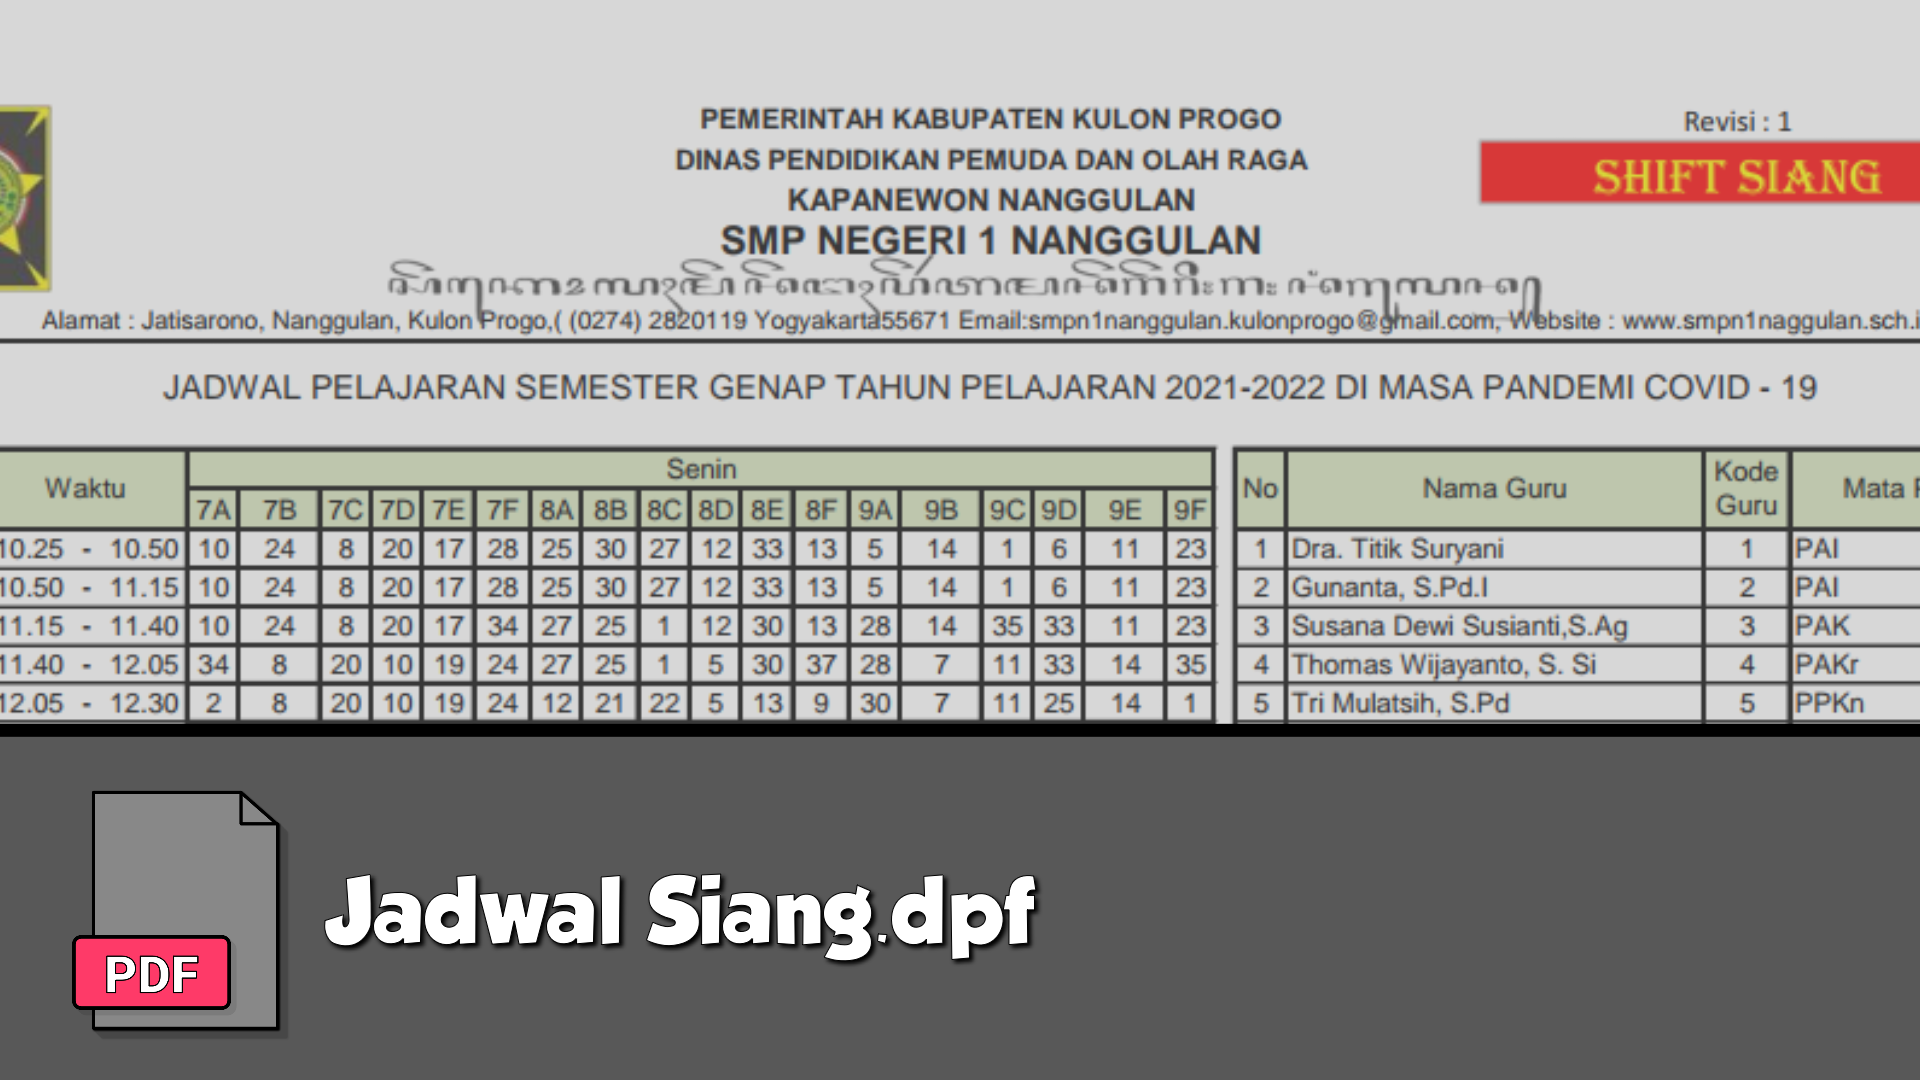 PEMERINTAH KABUPATEN KULON PROGO
DINAS PENDIDIKAN PEMUDA DAN OLAH RAGA
KAPANEWON NANGGULAN
SMP NEGERI 1 NANGGULAN
Revisi : 1
SHIFT SIANG
Alamat : Jatisarono, Nanggulan, Kulon Progo,( (0274) 2820119 Yogyakarta55671 Email:smpn1nanggulan.kulonprogo@gmail.com, Website : www.smpn1naggulan.sch.i
JADWAL PELAJARAN SEMESTER GENAP TAHUN PELAJARAN 2021-2022 DI MASA PANDEMI COVID - 19
Waktu Senin
7A 7B 7C 7D 7E 7F 8A 8B 8C 8D 8E 8F 9A 9B 9C 9D 9E 9F
10.25 - 10.50 10 24 8 20 17 28 25 30 27 12 33 13 5 14 1 6 11 23
10.50 - 11.15 10 24 8 20 17 28 25 30 27 12 33 13 5 14 1 6 11 23
11.15 - 11.40 10 24 8 20 17 34 27 25 1 12 30 13 28 14 35 33 11 23
11.40 - 12.05 34 8 20 10 19 24 27 25 1 5 30 37 28 7 11 33 14 35
12.05 - 12.30 2 8 20 10 19 24 12 21 22 5 13 9 30 7 11 25 14 1
No Nama Guru Kode Guru Mata P
1 Dra. Titik Suryani 1 PAI
2 Gunanta, S.Pd.I 2 PAI
3 Susana Dewi Susianti,S.Ag 3 PAK
4 Thomas Wijayanto, S. Si 4 PAKr
5 Tri Mulatsih, S.Pd 5 PPKn
PDF
Jadwal Siang.dpf